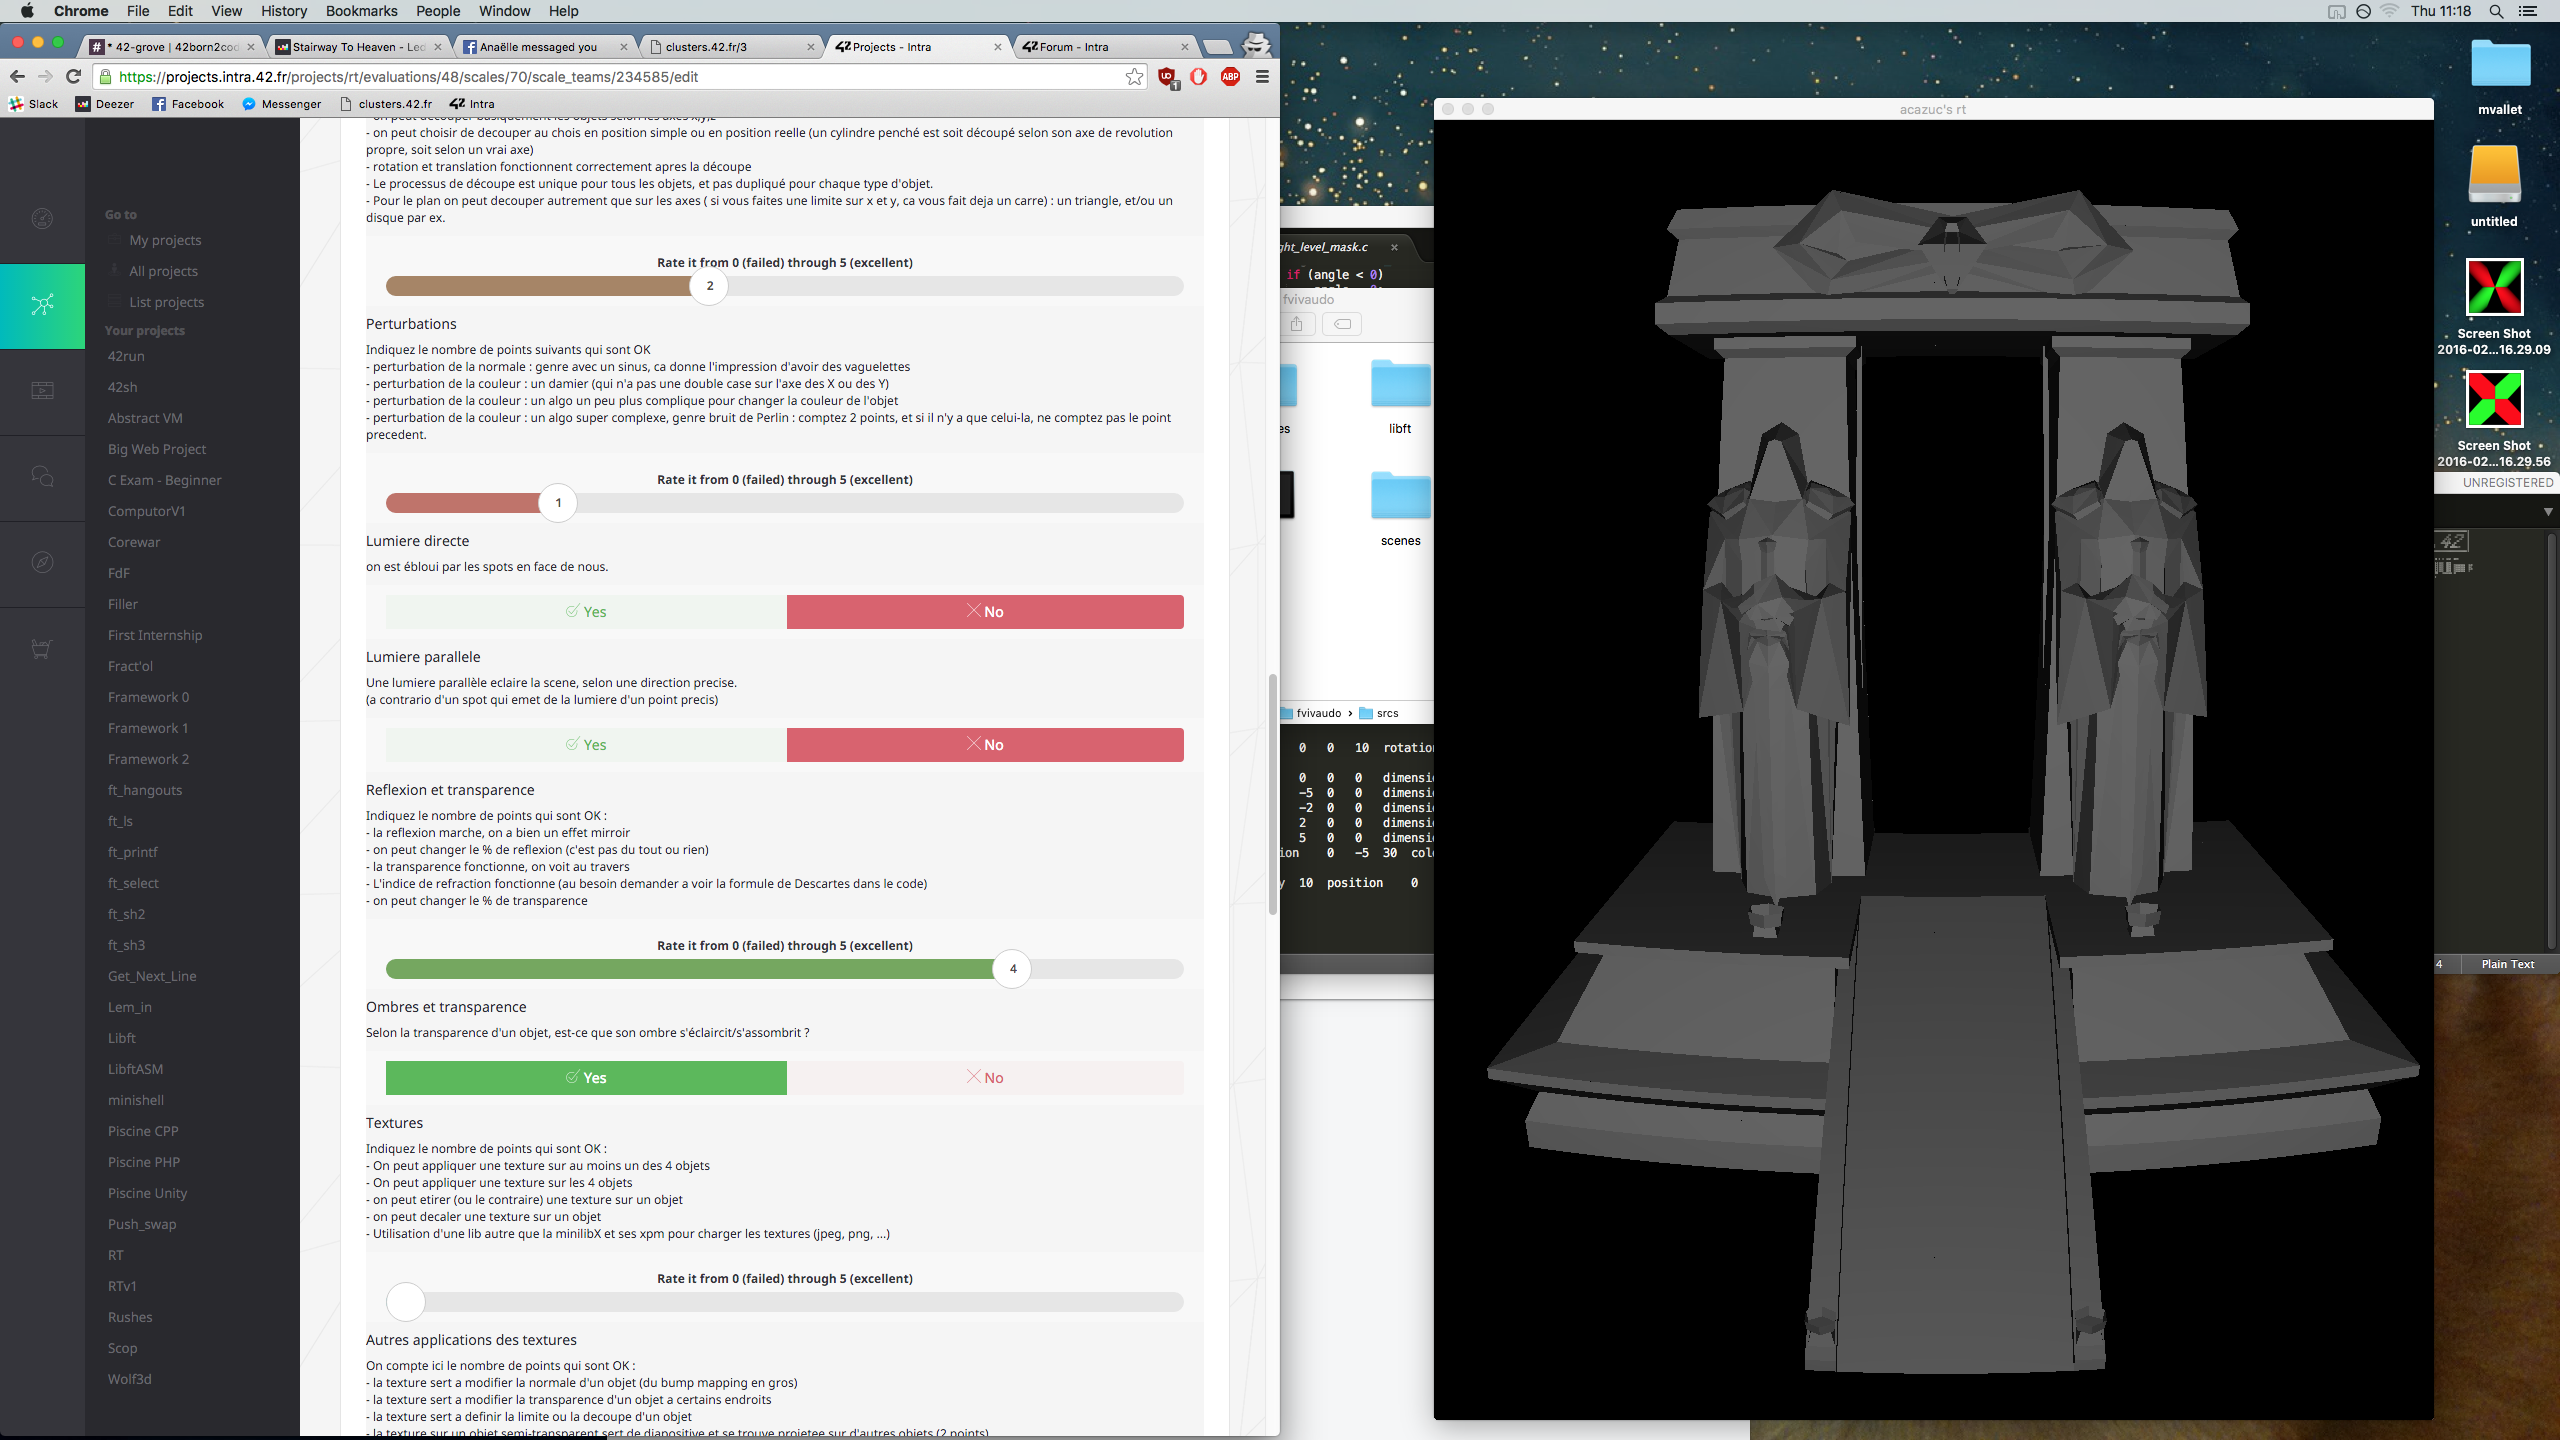 Chrome File Edit View History Bookmarks People Window Help
Thu 11:18
* 42-grove | 42born2cod
Stairway To Heaven - Led
Anaëlle messaged you
clusters.42.fr/3
Projects - Intra
Forum - Intra
https://projects.intra.42.fr/projects/rt/evaluations/48/scales/70/scale_teams/234585/edit
Slack Deezer Facebook Messenger clusters.42.fr Intra
Go to
My projects
All projects
List projects
Your projects
42run
42sh
Abstract VM
Big Web Project
C Exam - Beginner
ComputorV1
Corewar
FdF
Filler
First Internship
Fract'ol
Framework 0
Framework 1
Framework 2
ft_hangouts
ft_ls
ft_printf
ft_select
ft_sh2
ft_sh3
Get_Next_Line
Lem_in
Libft
LibftASM
minishell
Piscine CPP
Piscine PHP
Piscine Unity
Push_swap
RT
RTv1
Rushes
Scop
Wolf3d
- on peut decouper basiquement les objets selon les axes x,y,z
- on peut choisir de decouper au chois en position simple ou en position reelle (un cylindre penché est soit découpé selon son axe de revolution
propre, soit selon un vrai axe)
- rotation et translation fonctionnent correctement apres la découpe
- Le processus de découpe est unique pour tous les objets, et pas dupliqué pour chaque type d'objet.
- Pour le plan on peut decouper autrement que sur les axes ( si vous faites une limite sur x et y, ca vous fait deja un carre) : un triangle, et/ou un
disque par ex.
Rate it from 0 (failed) through 5 (excellent)
2
Perturbations
Indiquez le nombre de points suivants qui sont OK
- perturbation de la normale : genre avec un sinus, ca donne l'impression d'avoir des vaguelettes
- perturbation de la couleur : un damier (qui n'a pas une double case sur l'axe des X ou des Y)
- perturbation de la couleur : un algo un peu plus complique pour changer la couleur de l'objet
- perturbation de la couleur : un algo super complexe, genre bruit de Perlin : comptez 2 points, et si il n'y a que celui-la, ne comptez pas le point
precedent.
Rate it from 0 (failed) through 5 (excellent)
1
Lumiere directe
on est ébloui par les spots en face de nous.
Yes No
Lumiere parallele
Une lumiere parallèle eclaire la scene, selon une direction precise.
(a contrario d'un spot qui emet de la lumiere d'un point precis)
Yes No
Reflexion et transparence
Indiquez le nombre de points qui sont OK :
- la reflexion marche, on a bien un effet mirroir
- on peut changer le % de reflexion (c'est pas du tout ou rien)
- la transparence fonctionne, on voit au travers
- L'indice de refraction fonctionne (au besoin demander a voir la formule de Descartes dans le code)
- on peut changer le % de transparence
Rate it from 0 (failed) through 5 (excellent)
4
Ombres et transparence
Selon la transparence d'un objet, est-ce que son ombre s'éclaircit/s'assombrit ?
Yes No
Textures
Indiquez le nombre de points qui sont OK :
- On peut appliquer une texture sur au moins un des 4 objets
- On peut appliquer une texture sur les 4 objets
- on peut etirer (ou le contraire) une texture sur un objet
- on peut decaler une texture sur un objet
- Utilisation d'une lib autre que la minilibX et ses xpm pour charger les textures (jpeg, png, ...)
Rate it from 0 (failed) through 5 (excellent)
Autres applications des textures
On compte ici le nombre de points qui sont OK :
- la texture sert a modifier la normale d'un objet (du bump mapping en gros)
- la texture sert a modifier la transparence d'un objet a certains endroits
- la texture sert a definir la limite ou la decoupe d'un objet
- la texture sur un objet semi-transparent sert de diapositive et se trouve projetee sur d'autres objets (2 points)
ght_level_mask.c
if (angle < 0)
fvivaudo
es
libft
scenes
fvivaudo › srcs
0 0 10 rotatio
0 0 0 dimensi
-5 0 0 dimensi
-2 0 0 dimensi
2 0 0 dimensi
5 0 0 dimensi
ion 0 -5 30 col
y 10 position 0
acazuc's rt
mvallet
untitled
Screen Shot
2016-02...16.29.09
Screen Shot
2016-02...16.29.56
UNREGISTERED
42
4 Plain Text